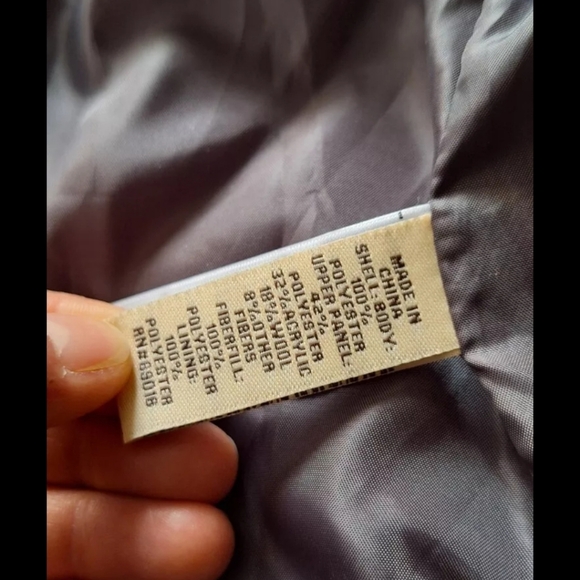 MADE IN
CHINA
SHELL: BODY:
100%
POLYESTER
UPPER PANEL:
42%
POLYESTER
32%ACRYLIC
18%WOOL
8%OTHER
FIBERS
FIBERFILL:
100%
POLYESTER
LINING:
100%
POLYESTER
RN#69016